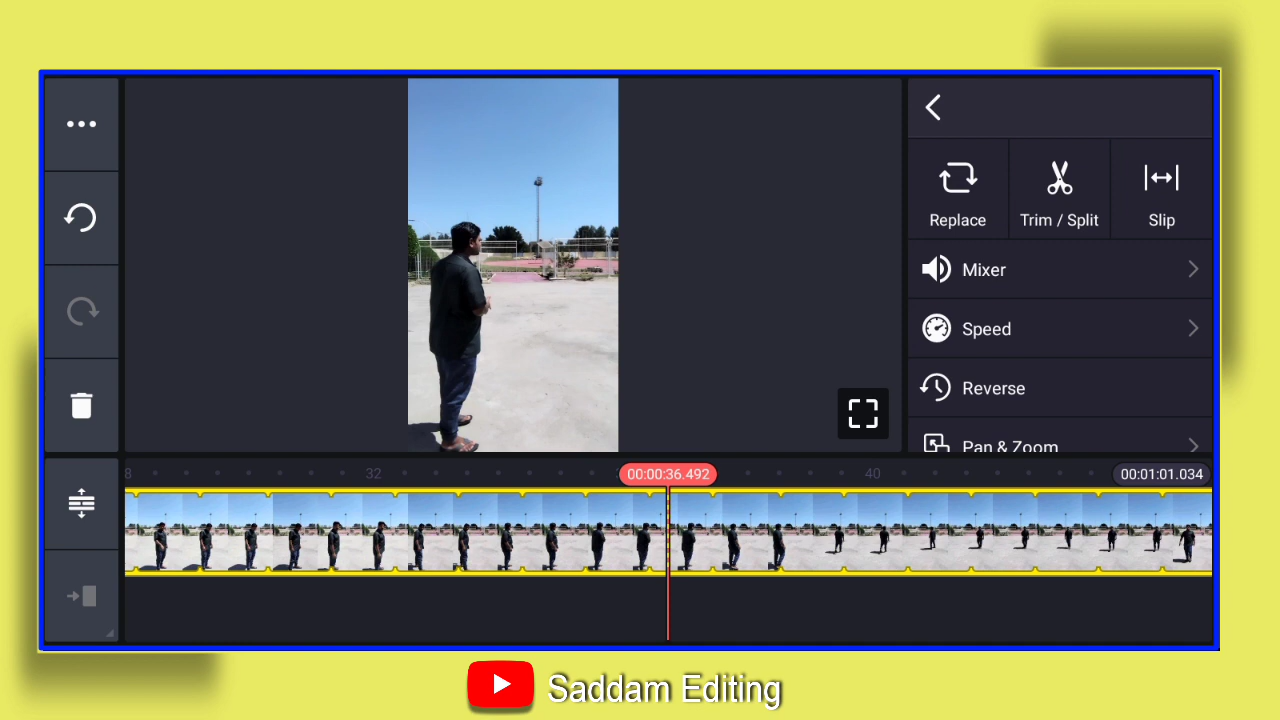 Replace
Trim / Split
Slip
Mixer
Speed
Reverse
Pan & Zoom
8
32
00:00:36.492
40
00:01:01.034
Saddam Editing